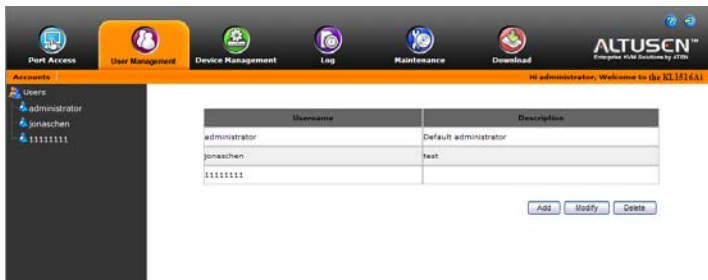 ALTUSEN™
Enterprise KVM Solutions by ATEN
Port Access User Management Device Management Log Maintenance Download
Accounts
Hi administrator, Welcome to the KL1516Ai
Users
administrator
jonaschen
11111111
Username Description
administrator Default administrator
jonaschen test
11111111
Add Modify Delete